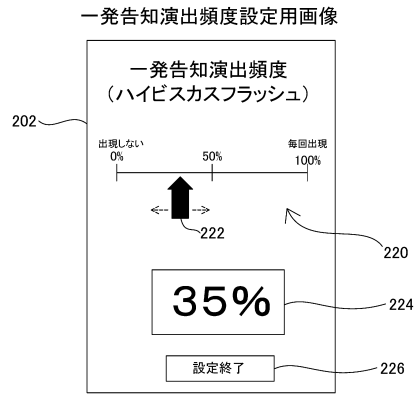 一発告知演出頻度設定用画像
一発告知演出頻度
（ハイビスカスフラッシュ）
202
出現しない
毎回出現
0%
50%
100%
222
220
35%
224
設定終了
226